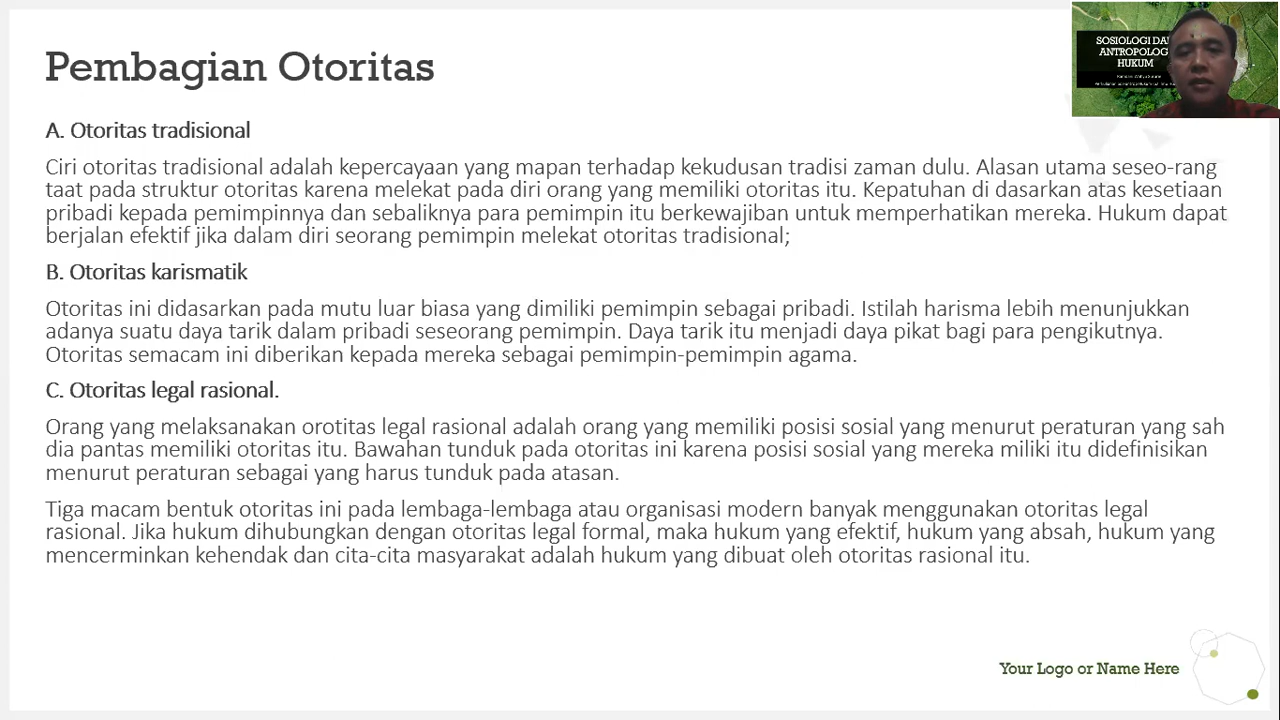 Pembagian Otoritas
SOSIOLOGI DA
ANTROPOLOG
HUKUM
A. Otoritas tradisional
Ciri otoritas tradisional adalah kepercayaan yang mapan terhadap kekudusan tradisi zaman dulu. Alasan utama seseo-rang
taat pada struktur otoritas karena melekat pada diri orang yang memiliki otoritas itu. Kepatuhan di dasarkan atas kesetiaan
pribadi kepada pemimpinnya dan sebaliknya para pemimpin itu berkewajiban untuk memperhatikan mereka. Hukum dapat
berjalan efektif jika dalam diri seorang pemimpin melekat otoritas tradisional;
B. Otoritas karismatik
Otoritas ini didasarkan pada mutu luar biasa yang dimiliki pemimpin sebagai pribadi. Istilah harisma lebih menunjukkan
adanya suatu daya tarik dalam pribadi seseorang pemimpin. Daya tarik itu menjadi daya pikat bagi para pengikutnya.
Otoritas semacam ini diberikan kepada mereka sebagai pemimpin-pemimpin agama.
C. Otoritas legal rasional.
Orang yang melaksanakan orotitas legal rasional adalah orang yang memiliki posisi sosial yang menurut peraturan yang sah
dia pantas memiliki otoritas itu. Bawahan tunduk pada otoritas ini karena posisi sosial yang mereka miliki itu didefinisikan
menurut peraturan sebagai yang harus tunduk pada atasan.
Tiga macam bentuk otoritas ini pada lembaga-lembaga atau organisasi modern banyak menggunakan otoritas legal
rasional. Jika hukum dihubungkan dengan otoritas legal formal, maka hukum yang efektif, hukum yang absah, hukum yang
mencerminkan kehendak dan cita-cita masyarakat adalah hukum yang dibuat oleh otoritas rasional itu.
Your Logo or Name Here